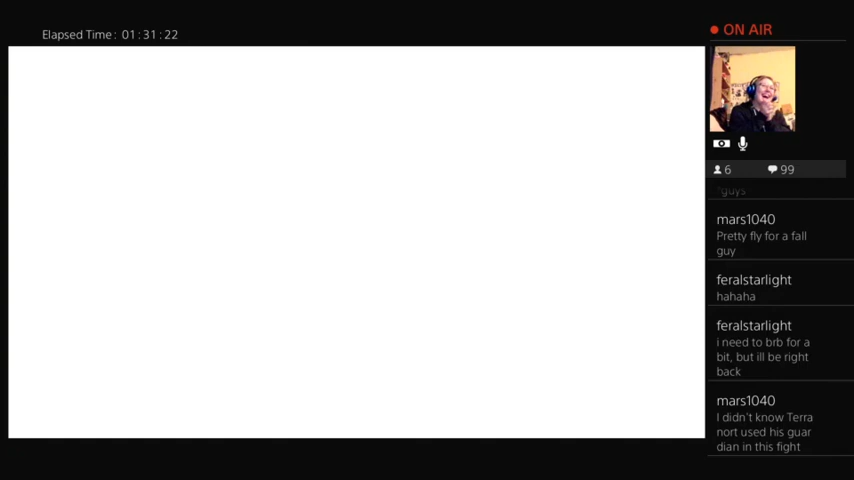 Elapsed Time: 01:31:22
ON AIR
6 99
*guys
mars1040
Pretty fly for a fall
guy
feralstarlight
hahaha
feralstarlight
i need to brb for a
bit, but ill be right
back
mars1040
I didn't know Terra
nort used his guar
dian in this fight